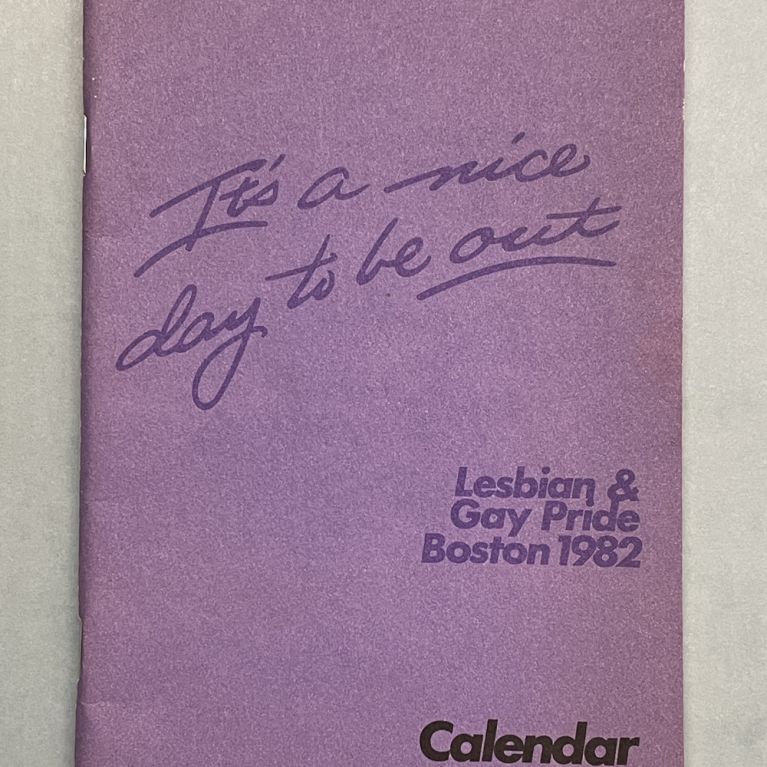 It's a nice
day to be out
Lesbian &
Gay Pride
Boston 1982
Calendar